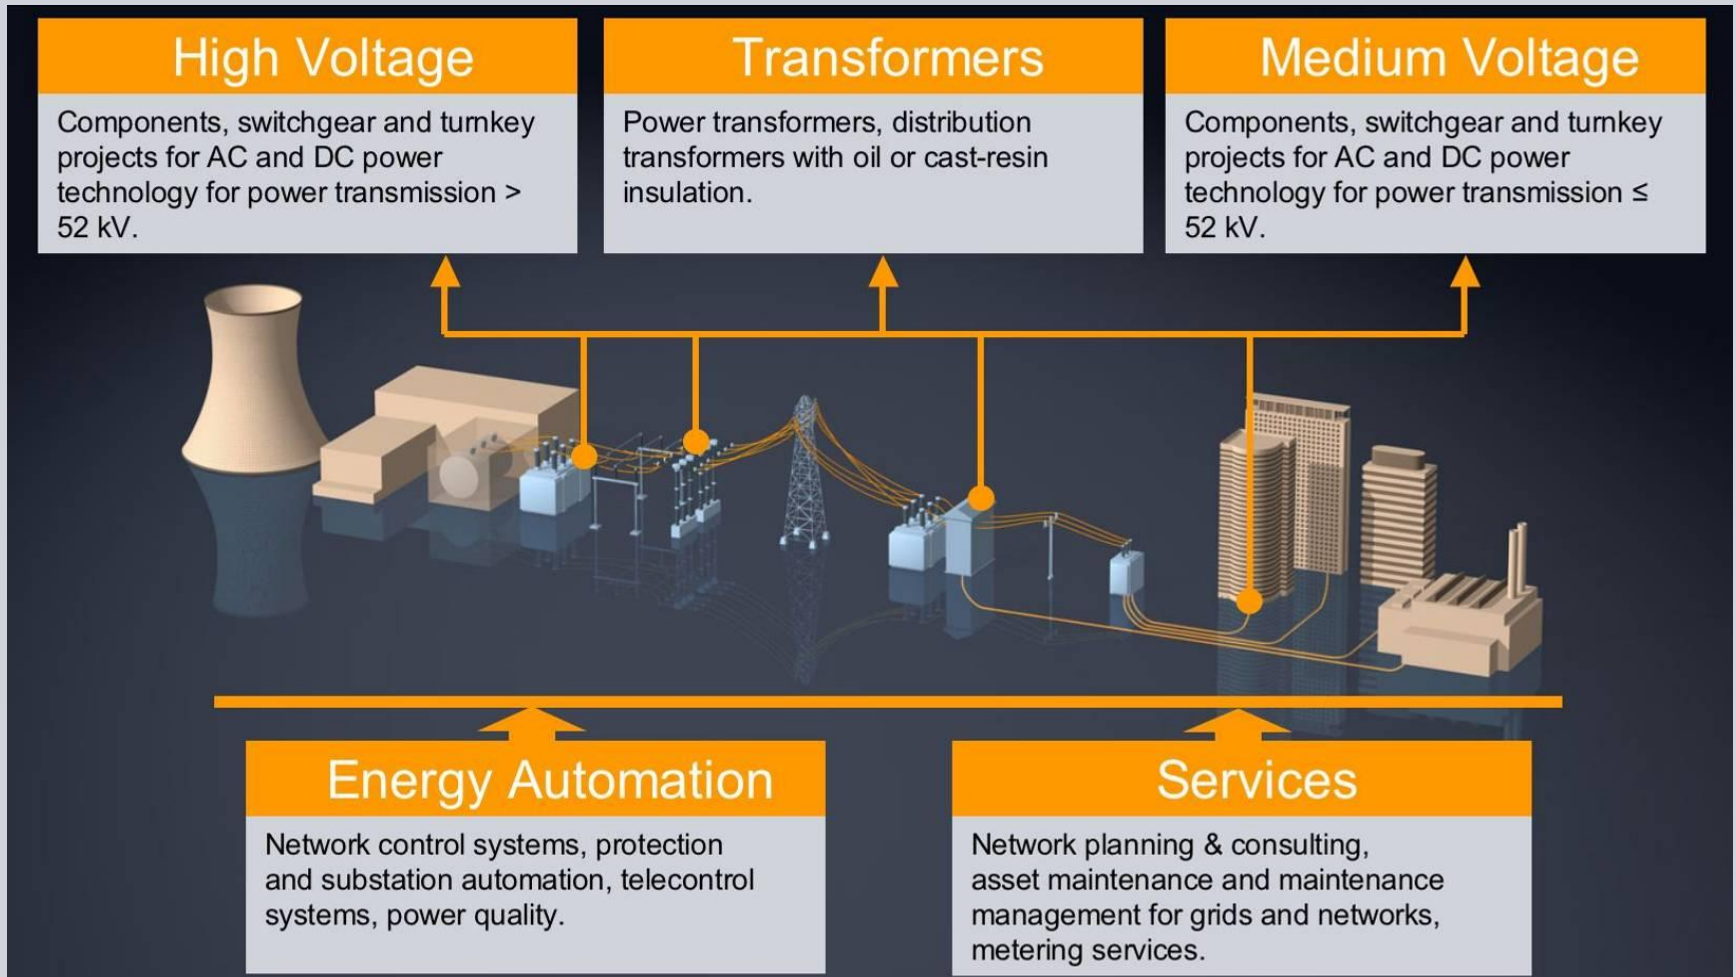 High Voltage
Components, switchgear and turnkey
projects for AC and DC power
technology for power transmission >
52 kV.
Transformers
Power transformers, distribution
transformers with oil or cast-resin
insulation.
Medium Voltage
Components, switchgear and turnkey
projects for AC and DC power
technology for power transmission ≤
52 kV.
Energy Automation
Network control systems, protection
and substation automation, telecontrol
systems, power quality.
Services
Network planning & consulting,
asset maintenance and maintenance
management for grids and networks,
metering services.